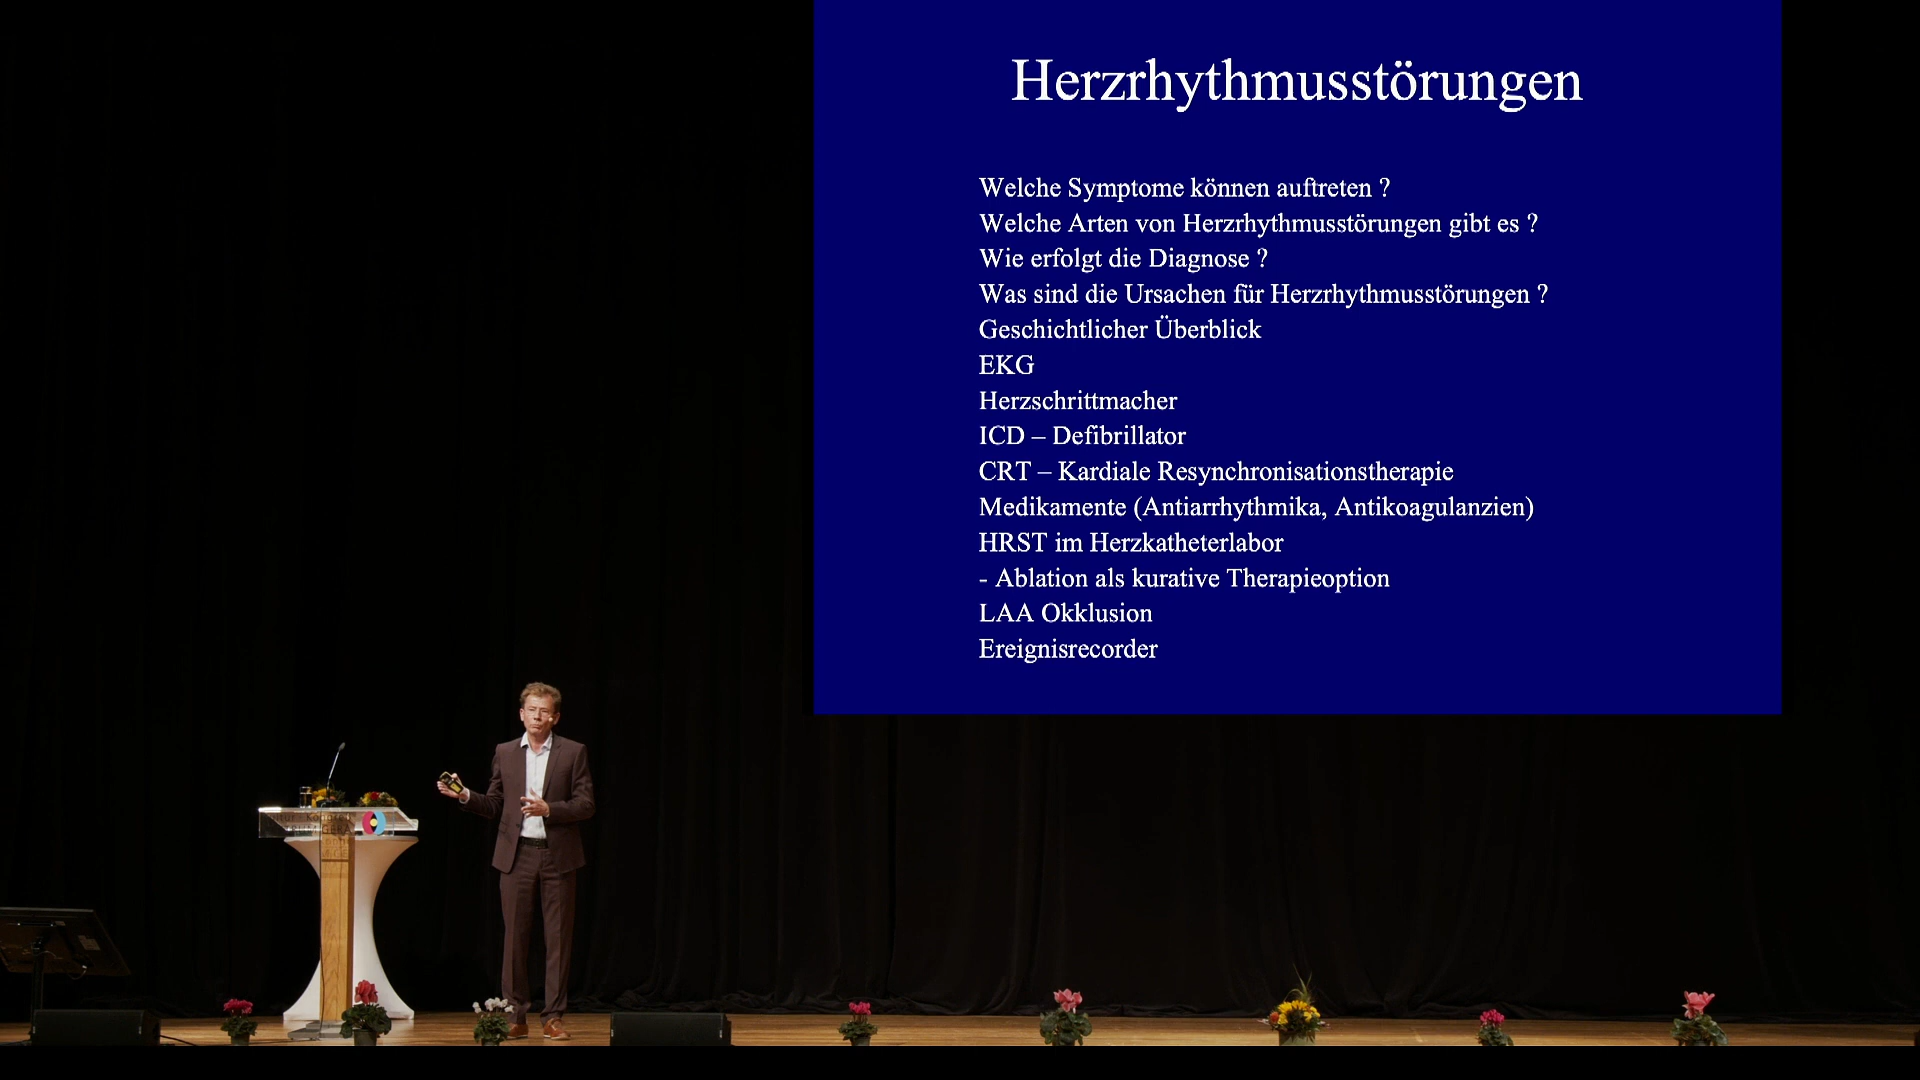 Herzrhythmusstörungen
Welche Symptome können auftreten ?
Welche Arten von Herzrhythmusstörungen gibt es ?
Wie erfolgt die Diagnose ?
Was sind die Ursachen für Herzrhythmusstörungen ?
Geschichtlicher Überblick
EKG
Herzschrittmacher
ICD – Defibrillator
CRT – Kardiale Resynchronisationstherapie
Medikamente (Antiarrhythmika, Antikoagulanzien)
HRST im Herzkatheterlabor
- Ablation als kurative Therapieoption
LAA Okklusion
Ereignisrecorder